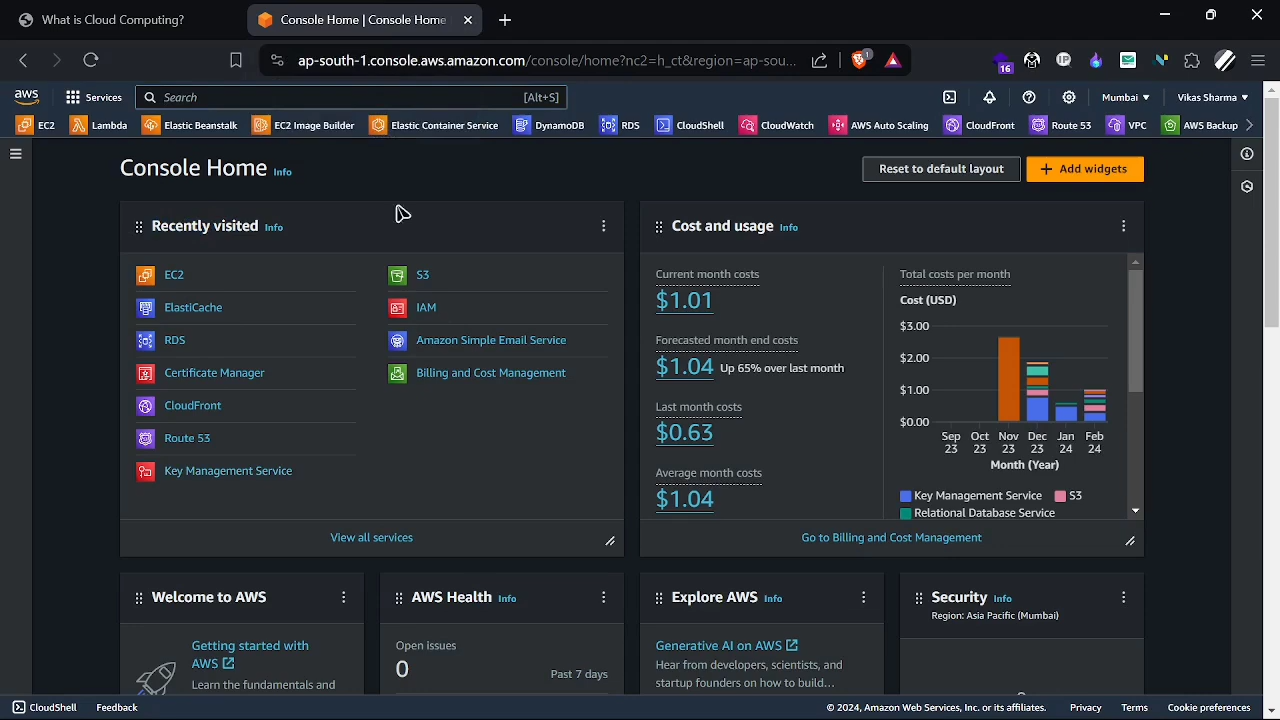 What is Cloud Computing?
Console Home | Console Home
ap-south-1.console.aws.amazon.com/console/home?nc2=h_ct&region=ap-sou...
1
16
aws
Services
Search
[Alt+S]
Mumbai
Vikas Sharma
EC2
Lambda
Elastic Beanstalk
EC2 Image Builder
Elastic Container Service
DynamoDB
RDS
CloudShell
CloudWatch
AWS Auto Scaling
CloudFront
Route 53
VPC
AWS Backup
Console Home Info
Reset to default layout
Add widgets
Recently visited Info
EC2
ElastiCache
RDS
Certificate Manager
CloudFront
Route 53
Key Management Service
S3
IAM
Amazon Simple Email Service
Billing and Cost Management
View all services
Cost and usage Info
Current month costs
$1.01
Forecasted month end costs
$1.04 Up 65% over last month
Last month costs
$0.63
Average month costs
$1.04
Total costs per month
Cost (USD)
$3.00
$2.00
$1.00
$0.00
Sep Oct Nov Dec Jan Feb
23 23 23 23 24 24
Month (Year)
Key Management Service S3
Relational Database Service
Go to Billing and Cost Management
Welcome to AWS
Getting started with
AWS
Learn the fundamentals and
AWS Health Info
Open issues
0
Past 7 days
Explore AWS Info
Generative AI on AWS
Hear from developers, scientists, and
startup founders on how to build...
Security Info
Region: Asia Pacific (Mumbai)
CloudShell
Feedback
© 2024, Amazon Web Services, Inc. or its affiliates.
Privacy
Terms
Cookie preferences